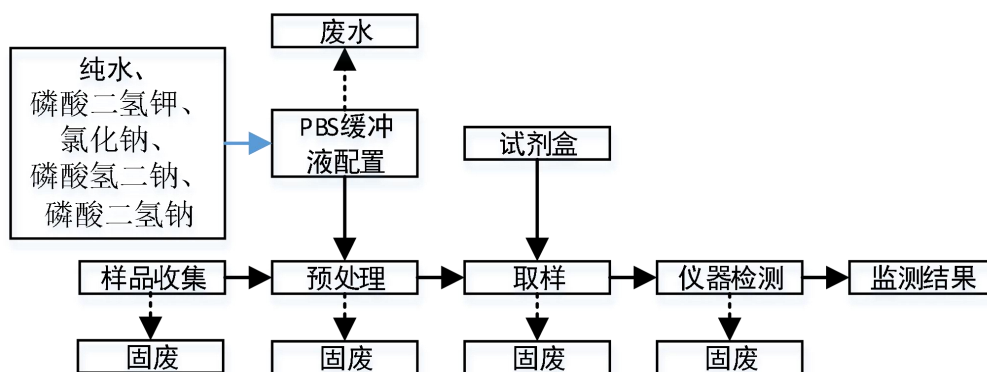 废水
纯水、
磷酸二氢钾、
氯化钠、
磷酸氢二钠、
磷酸二氢钠
PBS缓冲
液配置
试剂盒
样品收集
预处理
取样
仪器检测
监测结果
固废
固废
固废
固废